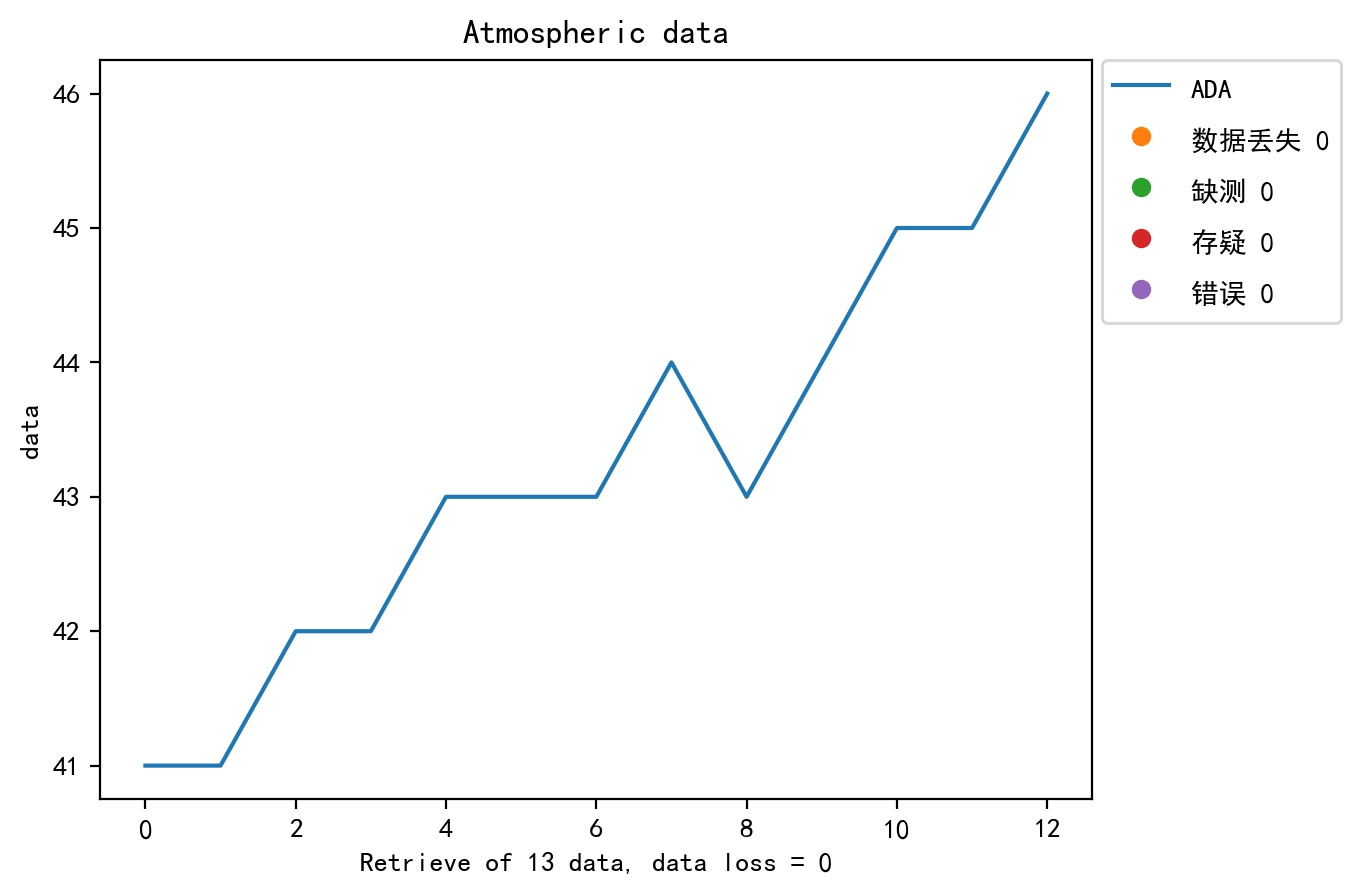 Atmospheric data
46
45
44
43
42
41
data
0 2 4 6 8 10 12
Retrieve of 13 data, data loss = 0
ADA
数据丢失 0
缺测 0
存疑 0
错误 0